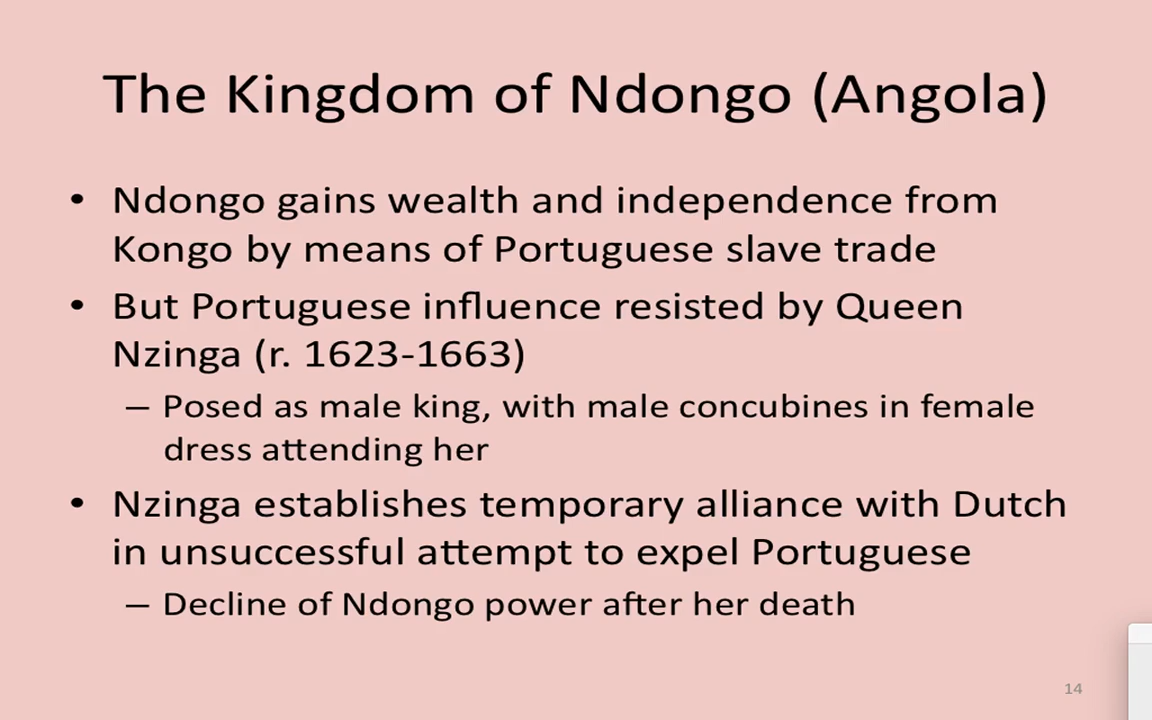 The Kingdom of Ndongo (Angola)
• Ndongo gains wealth and independence from
Kongo by means of Portuguese slave trade
• But Portuguese influence resisted by Queen
Nzinga (r. 1623-1663)
– Posed as male king, with male concubines in female
dress attending her
• Nzinga establishes temporary alliance with Dutch
in unsuccessful attempt to expel Portuguese
– Decline of Ndongo power after her death
14